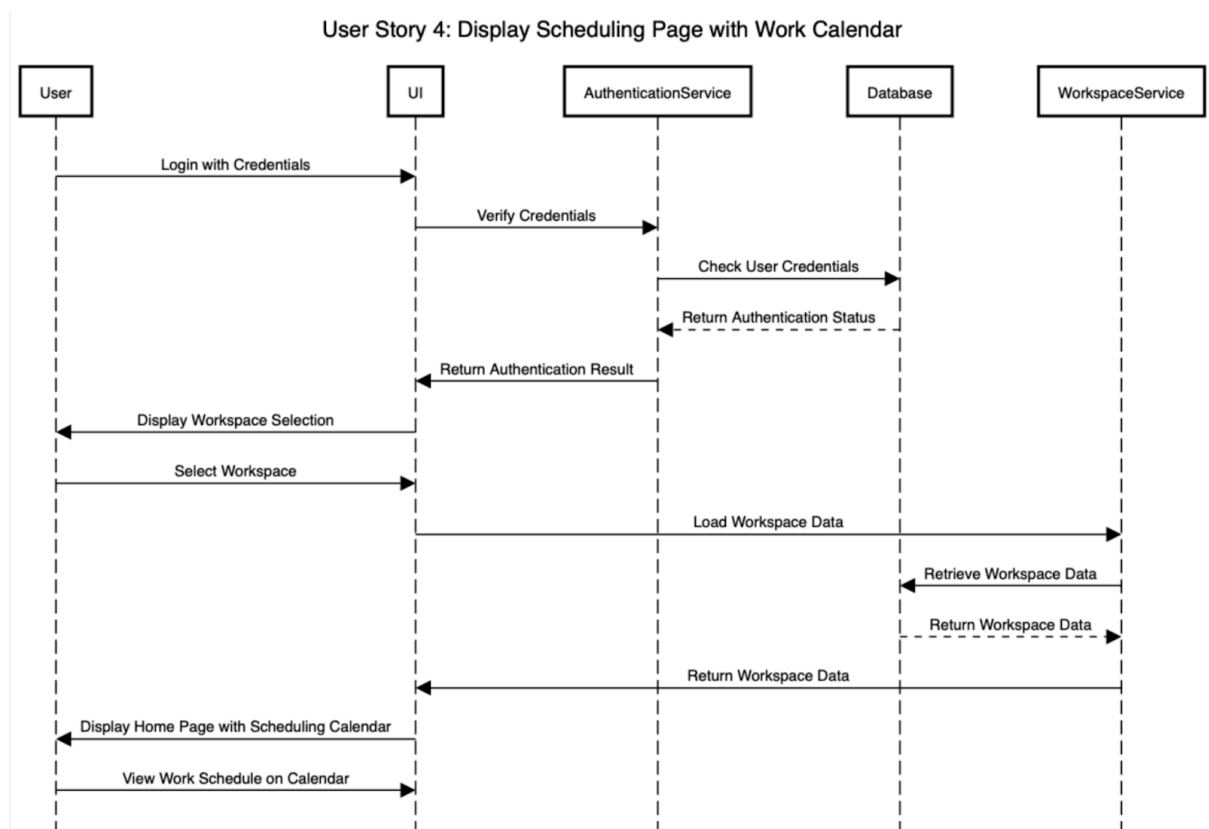 User Story 4: Display Scheduling Page with Work Calendar
User
UI
AuthenticationService
Database
WorkspaceService
Login with Credentials
Verify Credentials
Check User Credentials
Return Authentication Status
Return Authentication Result
Display Workspace Selection
Select Workspace
Load Workspace Data
Retrieve Workspace Data
Return Workspace Data
Return Workspace Data
Display Home Page with Scheduling Calendar
View Work Schedule on Calendar